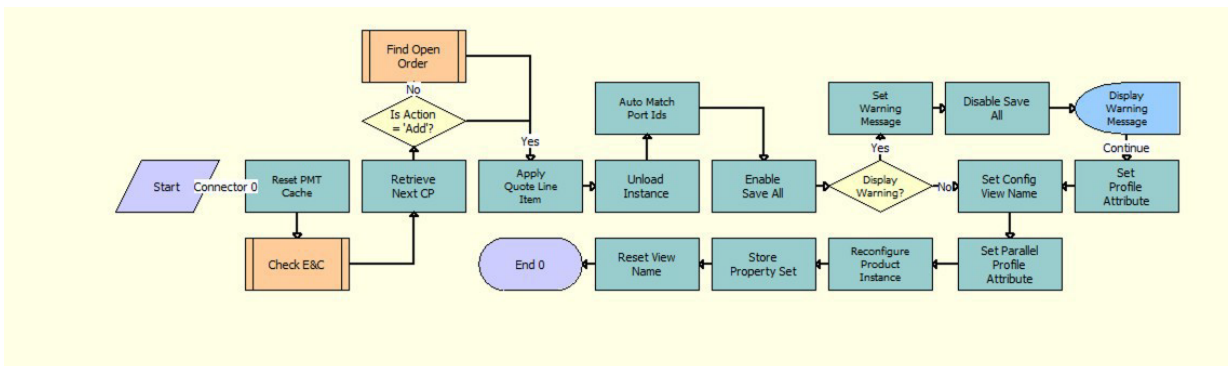 Find Open
Order
No
Is Action
= 'Add'?
Yes
Start
Connector 0
Reset PMT
Cache
Check E&C
Retrieve
Next CP
Apply
Quote Line
Item
Auto Match
Port Ids
Unload
Instance
Enable
Save All
Display
Warning?
Yes
No
Set
Warning
Message
Disable Save
All
Display
Warning
Message
Continue
Set
Profile
Attribute
Set Config
View Name
Set Parallel
Profile
Attribute
Reconfigure
Product
Instance
Store
Property Set
Reset View
Name
End 0